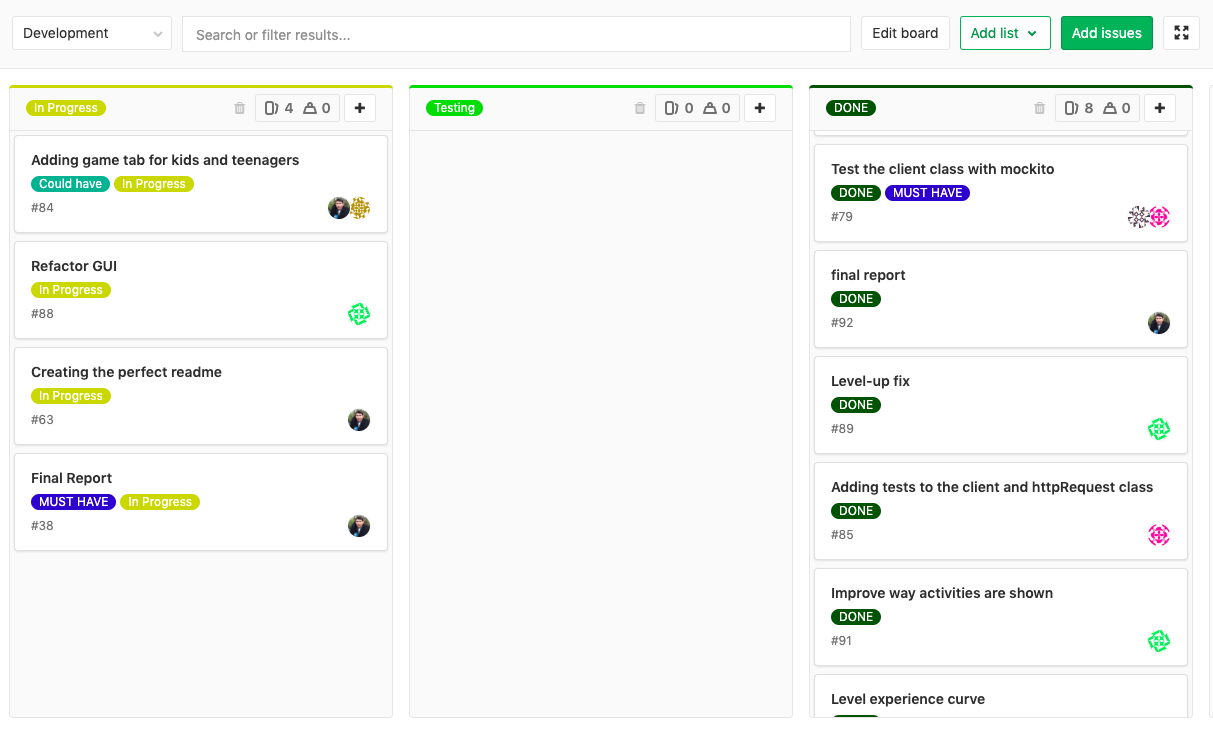 Development
Search or filter results...
Edit board
Add list
Add issues
In Progress
4 0
Adding game tab for kids and teenagers
Could have In Progress
#84
Refactor GUI
In Progress
#88
Creating the perfect readme
In Progress
#63
Final Report
MUST HAVE In Progress
#38
Testing
0 0
DONE
8 0
Test the client class with mockito
DONE MUST HAVE
#79
final report
DONE
#92
Level-up fix
DONE
#89
Adding tests to the client and httpRequest class
DONE
#85
Improve way activities are shown
DONE
#91
Level experience curve